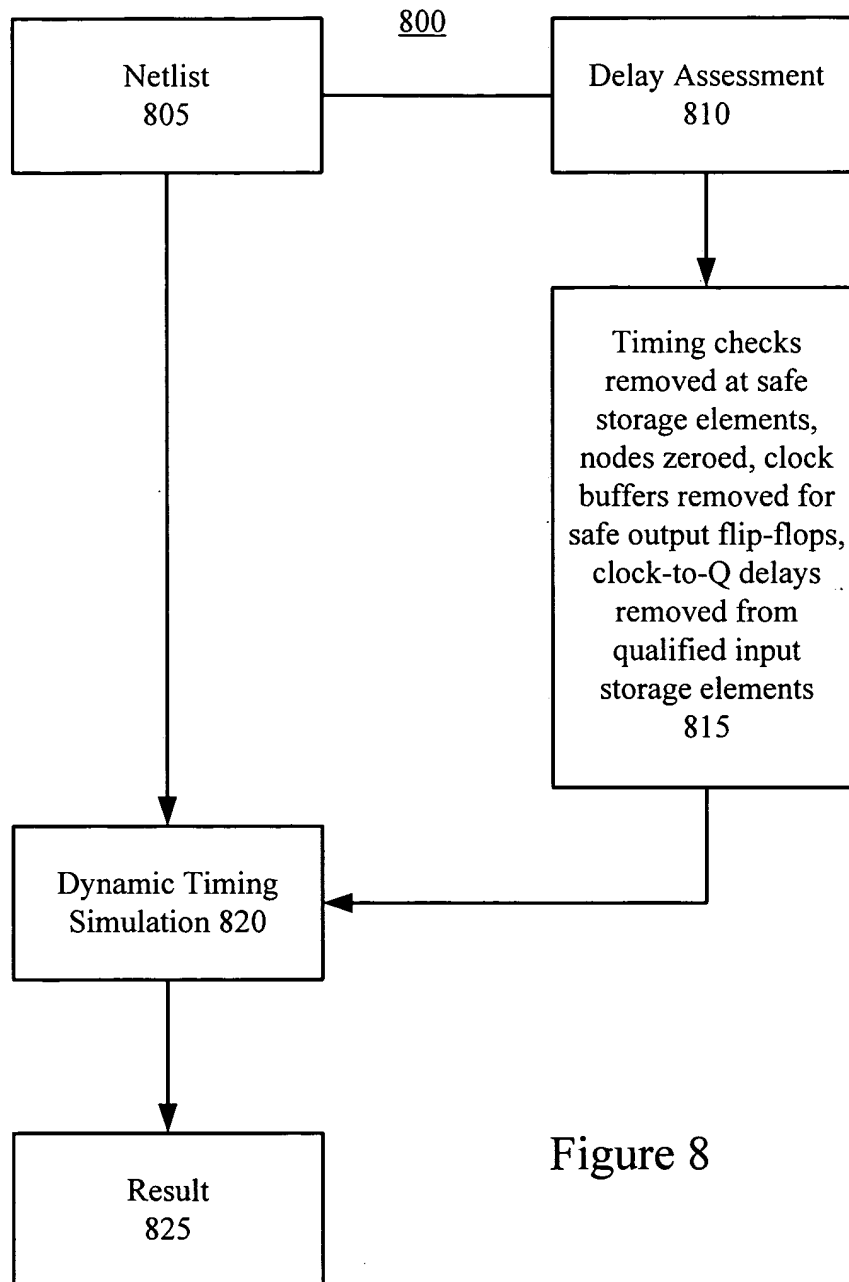 800
Netlist
805
Delay Assessment
810
Timing checks
removed at safe
storage elements,
nodes zeroed, clock
buffers removed for
safe output flip-flops,
clock-to-Q delays
removed from
qualified input
storage elements
815
Dynamic Timing
Simulation 820
Result
825
Figure 8